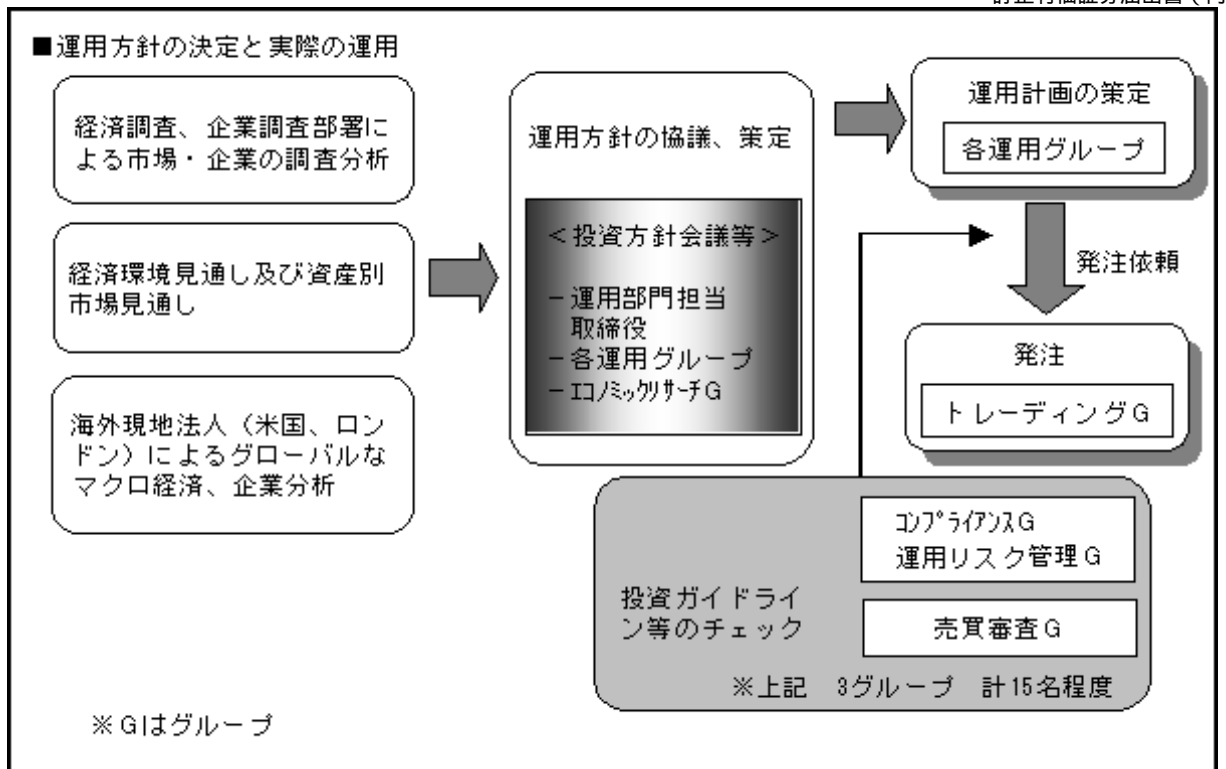 ■運用方針の決定と実際の運用
経済調査、企業調査部署に
よる市場・企業の調査分析
経済環境見通し及び資産別
市場見通し
海外現地法人（米国、ロン
ドン）によるグローバルな
マクロ経済、企業分析
運用方針の協議、策定
＜投資方針会議等＞
－運用部門担当
取締役
－各運用グループ
－ｴｺﾉﾐｯｸﾘｻｰﾁＧ
運用計画の策定
各運用グループ
発注依頼
発注
トレーディングＧ
ｺﾝﾌﾟﾗｲｱﾝｽＧ
運用リスク管理Ｇ
投資ガイドライ
ン等のチェック
売買審査Ｇ
※上記　3グループ　計15名程度
※Ｇはグループ